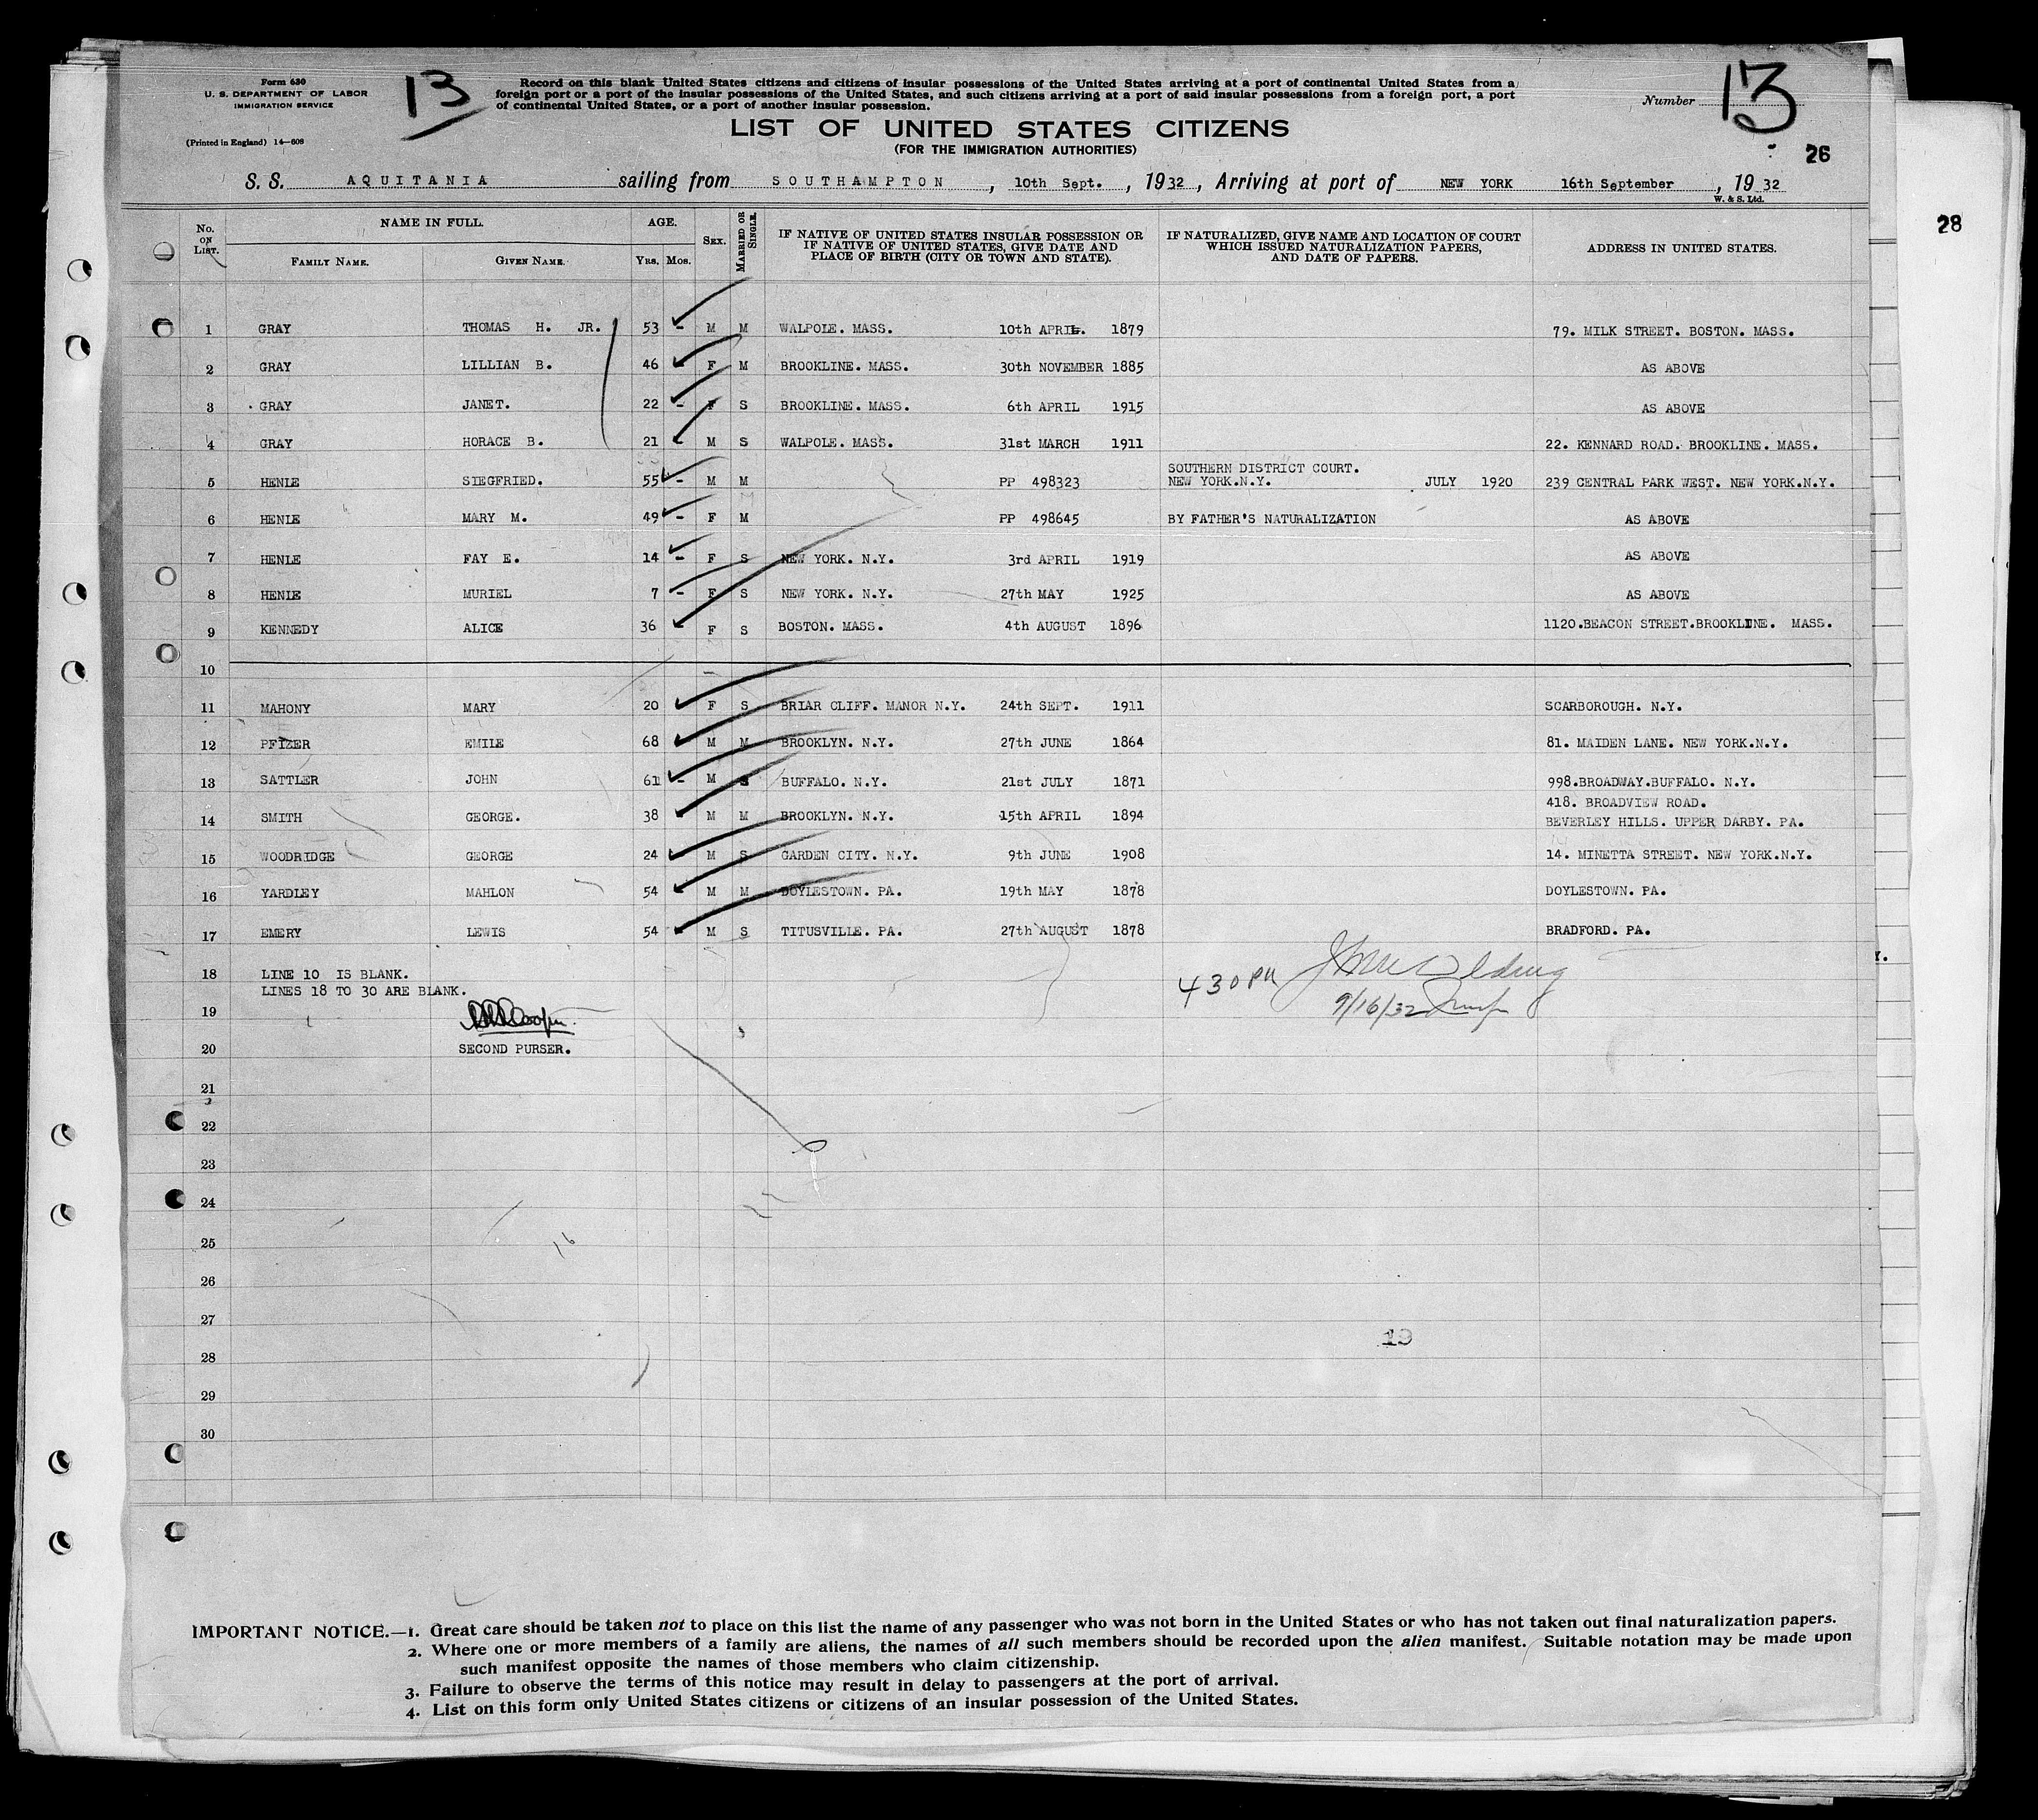 Form 630
U. S. DEPARTMENT OF LABOR
IMMIGRATION SERVICE
(Printed in England) 14—608
13
Record on this blank United States citizens and citizens of insular possessions of the United States arriving at a port of continental United States from a
foreign port or a port of the insular possessions of the United States, and such citizens arriving at a port of said insular possessions from a foreign port, a port
of continental United States, or a port of another insular possession.
Number 13
LIST OF UNITED STATES CITIZENS
(FOR THE IMMIGRATION AUTHORITIES)
26
28
S. S. AQUITANIA sailing from SOUTHAMPTON, 10th Sept., 1932, Arriving at port of NEW YORK 16th September, 1932
W. & S. Ltd.
No. ON LIST. NAME IN FULL. AGE. SEX. MARRIED OR SINGLE. IF NATIVE OF UNITED STATES INSULAR POSSESSION OR IF NATIVE OF UNITED STATES, GIVE DATE AND PLACE OF BIRTH (CITY OR TOWN AND STATE). IF NATURALIZED, GIVE NAME AND LOCATION OF COURT WHICH ISSUED NATURALIZATION PAPERS, AND DATE OF PAPERS. ADDRESS IN UNITED STATES.
FAMILY NAME. GIVEN NAME. YRS. MOS.
1 GRAY THOMAS H. JR. 53 - M M WALPOLE. MASS. 10th APRIL. 1879 79. MILK STREET. BOSTON. MASS.
2 GRAY LILLIAN B. 46 F M BROOKLINE. MASS. 30th NOVEMBER 1885 AS ABOVE
3 GRAY JANET. 22 - F S BROOKLINE. MASS. 6th APRIL 1915 AS ABOVE
4 GRAY HORACE B. 21 M S WALPOLE. MASS. 31st MARCH 1911 22. KENNARD ROAD. BROOKLINE. MASS.
5 HENLE SIEGFRIED. 55 - M M PP 498323 SOUTHERN DISTRICT COURT. NEW YORK.N.Y. JULY 1920 239 CENTRAL PARK WEST. NEW YORK.N.Y.
6 HENLE MARY M. 49 - F M PP 498645 BY FATHER'S NATURALIZATION AS ABOVE
7 HENLE FAY E. 14 - F S NEW YORK. N.Y. 3rd APRIL 1919 AS ABOVE
8 HENLE MURIEL 7 - F S NEW YORK. N.Y. 27th MAY 1925 AS ABOVE
9 KENNEDY ALICE 36 - F S BOSTON. MASS. 4th AUGUST 1896 1120.BEACON STREET.BROOKLINE. MASS.
10
11 MAHONY MARY 20 F S BRIAR CLIFF. MANOR N.Y. 24th SEPT. 1911 SCARBOROUGH. N.Y.
12 PFIZER EMILE 68 M M BROOKLYN. N.Y. 27th JUNE 1864 81. MAIDEN LANE. NEW YORK.N.Y.
13 SATTLER JOHN 61 - M S BUFFALO. N.Y. 21st JULY 1871 998.BROADWAY.BUFFALO. N.Y.
14 SMITH GEORGE. 38 M M BROOKLYN. N.Y. 15th APRIL 1894 418. BROADVIEW ROAD. BEVERLEY HILLS. UPPER DARBY. PA.
15 WOODRIDGE GEORGE 24 M S GARDEN CITY. N.Y. 9th JUNE 1908 14. MINETTA STREET. NEW YORK.N.Y.
16 YARDLEY MAHLON 54 M M DOYLESTOWN. PA. 19th MAY 1878 DOYLESTOWN. PA.
17 EMERY LEWIS 54 M S TITUSVILLE. PA. 27th AUGUST 1878 BRADFORD. PA.
18 LINE 10 IS BLANK.
LINES 18 TO 30 ARE BLANK.
430 PM
9/16/32
19
20 SECOND PURSER.
21
22
23
24
25
26
27
19
28
29
30
IMPORTANT NOTICE.—1. Great care should be taken not to place on this list the name of any passenger who was not born in the United States or who has not taken out final naturalization papers.
2. Where one or more members of a family are aliens, the names of all such members should be recorded upon the alien manifest. Suitable notation may be made upon
such manifest opposite the names of those members who claim citizenship.
3. Failure to observe the terms of this notice may result in delay to passengers at the port of arrival.
4. List on this form only United States citizens or citizens of an insular possession of the United States.